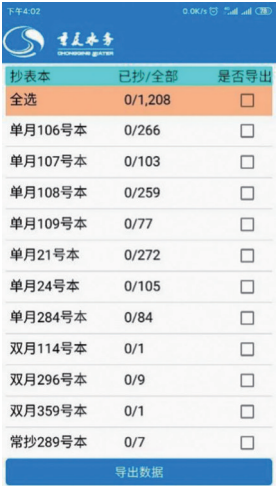 下午4:02 0.0K/s
重庆水务
CHONGQING WATER
抄表本 已抄/全部 是否导出
全选 0/1,208
单月106号本 0/266
单月107号本 0/103
单月108号本 0/259
单月109号本 0/77
单月21号本 0/272
单月24号本 0/105
单月284号本 0/84
双月114号本 0/1
双月296号本 0/9
双月359号本 0/1
常抄289号本 0/7
导出数据